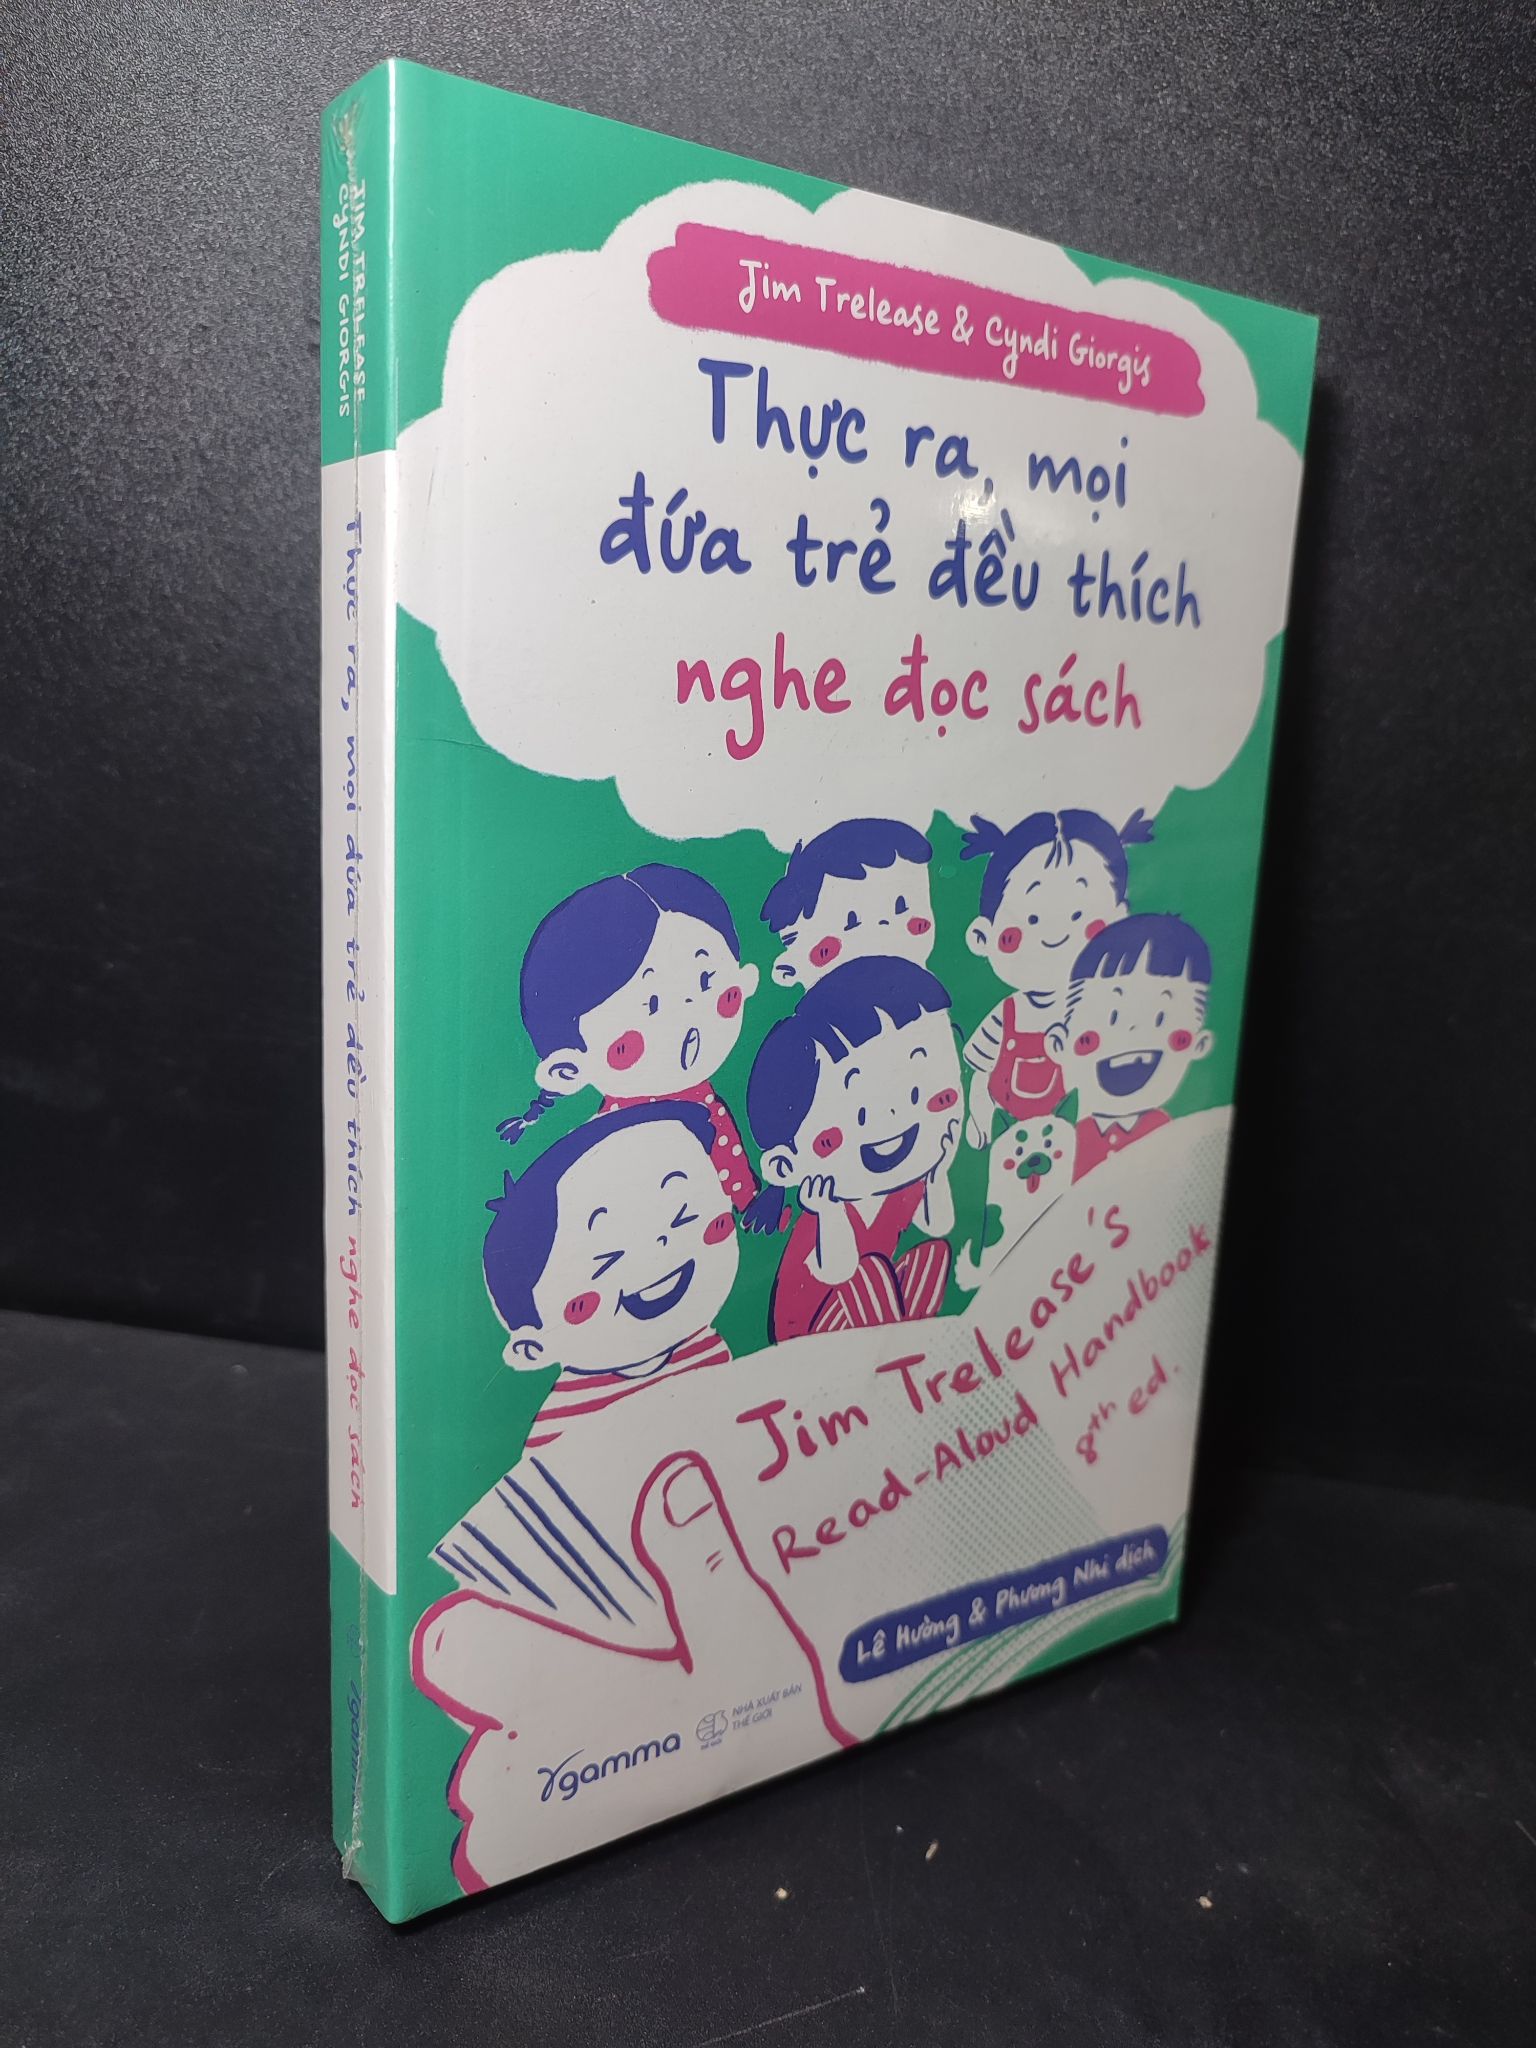 JIM TRELEASE
CYNDI GIORGIS
Thực ra, mọi đứa trẻ đều thích nghe đọc sách
gamma
Jim Trelease & Cyndi Giorgis
Thực ra, mọi
đứa trẻ đều thích
nghe đọc sách
Jim Trelease's
Read-Aloud Handbook
8th ed.
Lê Hường & Phương Nhi dịch
gamma
NHÀ XUẤT BẢN
THẾ GIỚI